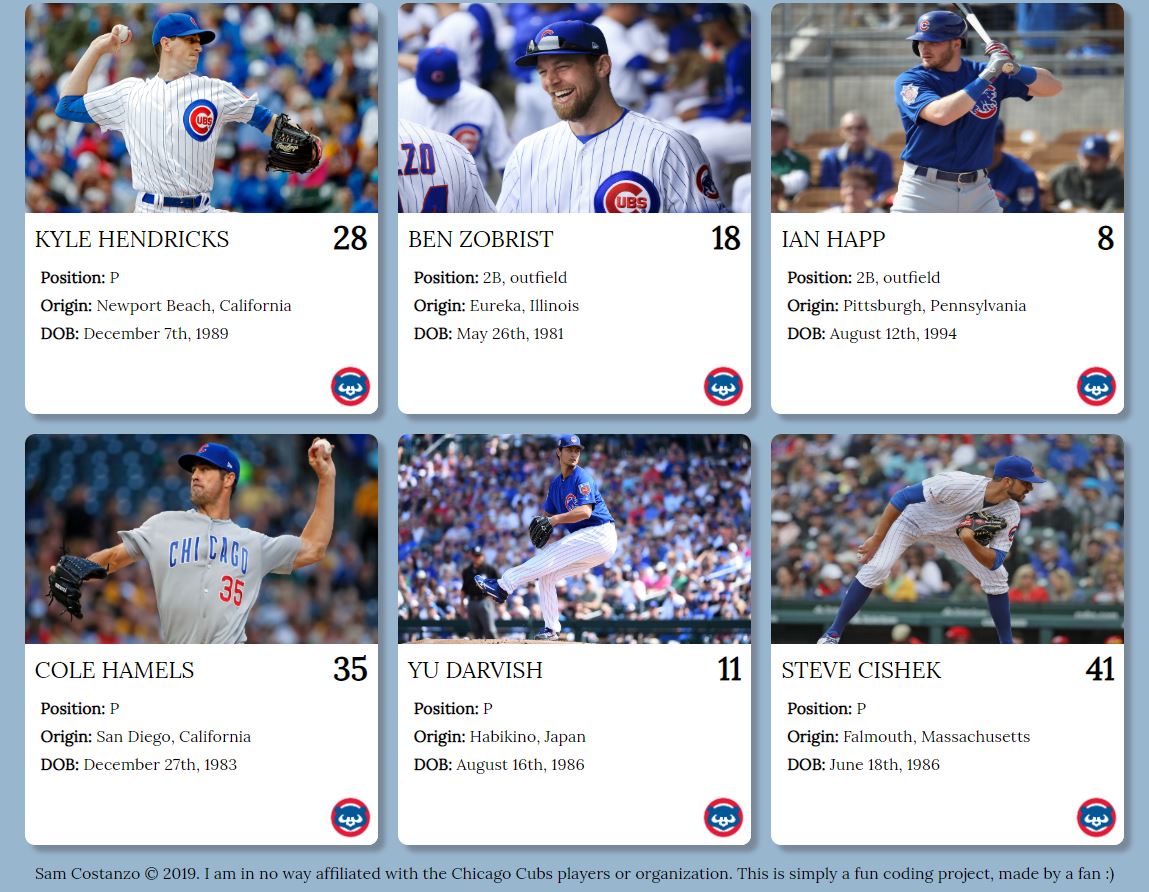 CUBS
ZO
CUBS
KYLE HENDRICKS 28
Position: P
Origin: Newport Beach, California
DOB: December 7th, 1989
BEN ZOBRIST 18
Position: 2B, outfield
Origin: Eureka, Illinois
DOB: May 26th, 1981
IAN HAPP 8
Position: 2B, outfield
Origin: Pittsburgh, Pennsylvania
DOB: August 12th, 1994
CHICAGO
35
COLE HAMELS 35
Position: P
Origin: San Diego, California
DOB: December 27th, 1983
YU DARVISH 11
Position: P
Origin: Habikino, Japan
DOB: August 16th, 1986
STEVE CISHEK 41
Position: P
Origin: Falmouth, Massachusetts
DOB: June 18th, 1986
Sam Costanzo © 2019. I am in no way affiliated with the Chicago Cubs players or organization. This is simply a fun coding project, made by a fan :)